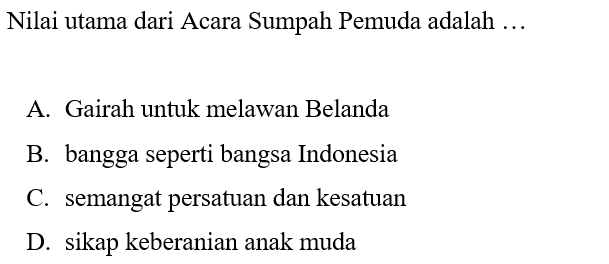 Nilai utama dari Acara Sumpah Pemuda adalah …
A. Gairah untuk melawan Belanda
B. bangga seperti bangsa Indonesia
C. semangat persatuan dan kesatuan
D. sikap keberanian anak muda